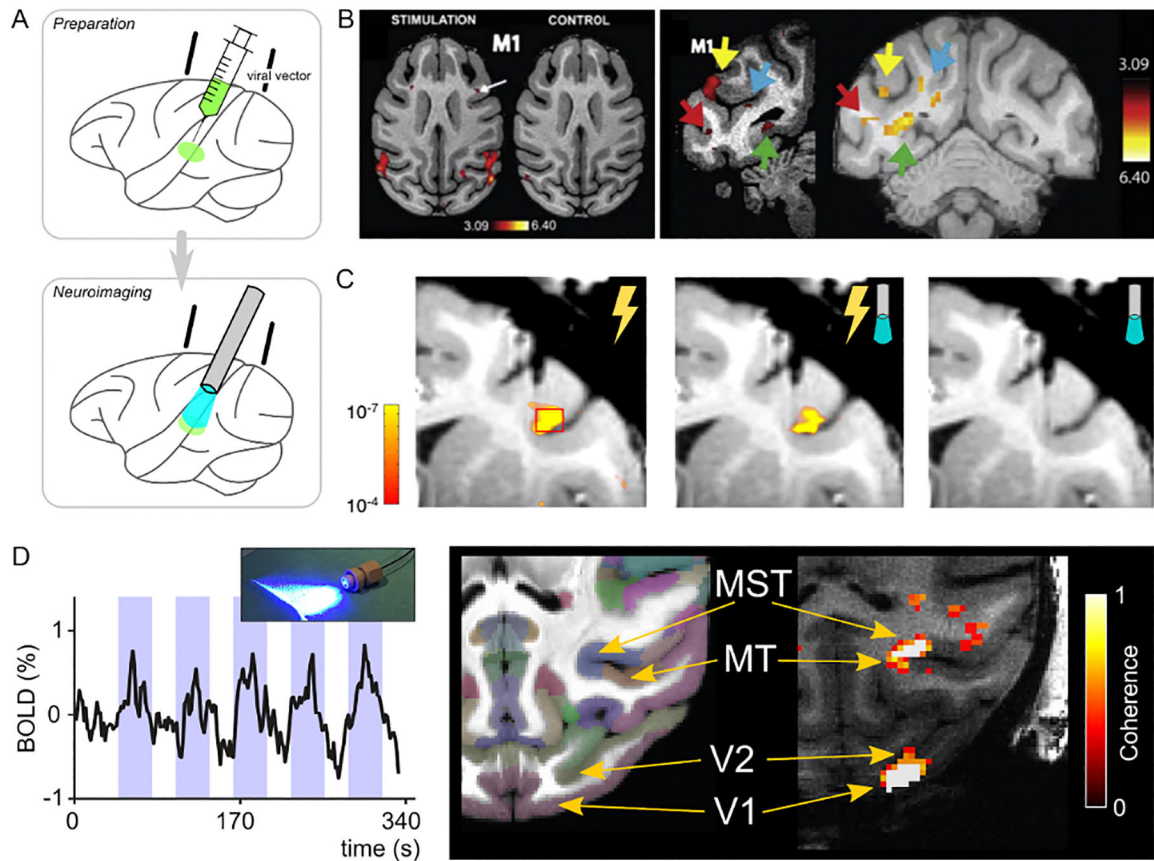 A
Preparation
viral vector
Neuroimaging
B
STIMULATION CONTROL
M1
3.09 6.40
M1
3.09
6.40
C
10-7
10-4
D
BOLD (%)
1
0
-1
0 170 340
time (s)
MST
MT
V2
V1
1
Coherence
0